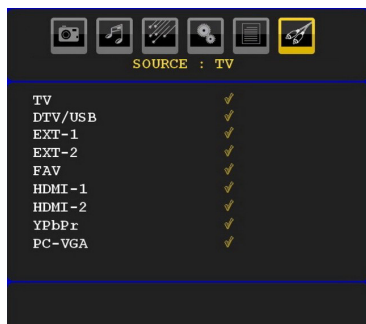 SOURCE : TV
TV
DTV/USB
EXT-1
EXT-2
FAV
HDMI-1
HDMI-2
YPbPr
PC-VGA